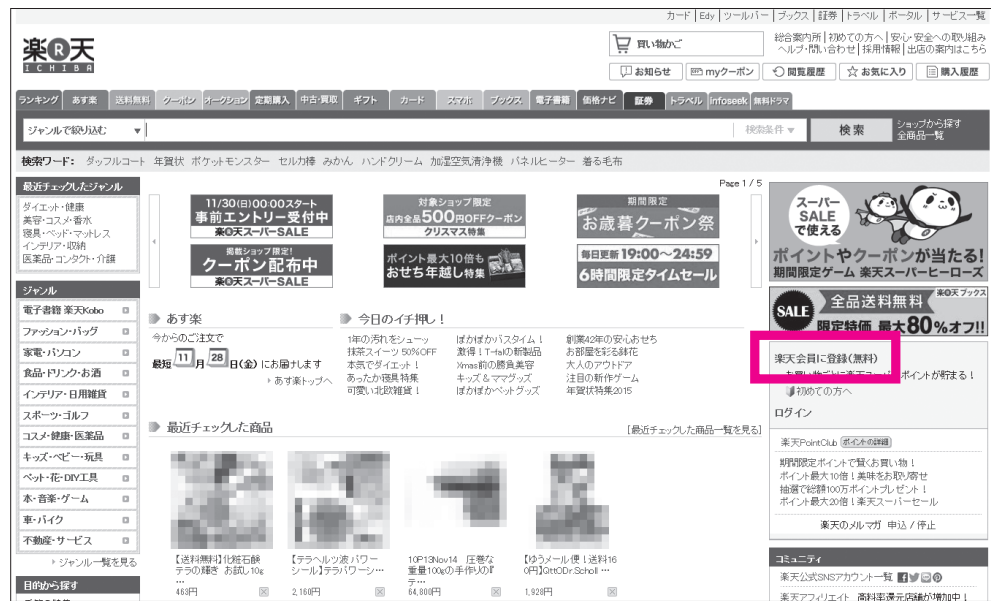 カード Edy ツールバー ブックス 証券 トラベル ポータル サービス一覧
楽R天
ICHIBA
買い物かご
総合案内所 初めての方へ 安心・安全への取り組み
ヘルプ・問い合わせ 採用情報 出店の案内はこちら
お知らせ myクーポン 閲覧履歴 お気に入り 購入履歴
ランキング あす楽 送料無料 クーポン オークション 定期購入 中古・買取 ギフト カード スマホ ブックス 電子書籍 価格ナビ 証券 トラベル infoseek 無料ドラマ
ジャンルで絞り込む ▼
検索条件 ▼
検索
ショップから探す
全商品一覧
検索ワード： ダッフルコート 年賀状 ポケットモンスター セルカ棒 みかん ハンドクリーム 加湿空気清浄機 パネルヒーター 着る毛布
最近チェックしたジャンル
ダイエット・健康
美容・コスメ・香水
寝具・ベッド・マットレス
インテリア・収納
医薬品・コンタクト・介護
ジャンル
電子書籍 楽天Kobo
ファッション・バッグ
家電・パソコン
食品・ドリンク・お酒
インテリア・日用雑貨
スポーツ・ゴルフ
コスメ・健康・医薬品
キッズ・ベビー・玩具
ペット・花・DIY工具
本・音楽・ゲーム
車・バイク
不動産・サービス
ジャンル一覧を見る
目的から探す
Page 1 / 5
11/30(日)00:00スタート
事前エントリー受付中
楽R天スーパーSALE
対象ショップ限定
店内全品500円OFFクーポン
クリスマス特集
期間限定
お歳暮クーポン祭
掲載ショップ限定!
クーポン配布中
楽R天スーパーSALE
ポイント最大10倍も
おせち年越し特集
毎日更新19:00～24:59
6時間限定タイムセール
あす楽
今からのご注文で
最短 11 月 28 日(金) にお届けします
あす楽トップへ
今日のイチ押し！
1年の汚れをシューッ
抹茶スイーツ 50%OFF
本気でダイエット！
あったか寝具特集
可愛い北欧雑貨！
ぽかぽかバスタイム！
激得！T-falの新製品
Xmas前の勝負美容
キッズ＆ママグッズ
ぽかぽかペットグッズ
創業42年の安心おせち
お部屋を彩る鉢花
大人のアウトドア
注目の新作ゲーム
年賀状特集2015
最近チェックした商品
[最近チェックした商品一覧を見る]
【送料無料】化粧石鹸
テラの輝き お試し10g
…
463円
【テラヘルツ波パワー
シール】テラパワーシ…
2,160円
10P13Nov14 圧巻な
重量100gの手作りの『
テ…
64,800円
【ゆうメール便！送料16
0円】QttODr.Scholl …
1,928円
スーパー
SALE
で使える
ポイントやクーポンが当たる！
期間限定ゲーム 楽天スーパーヒーローズ
楽R天ブックス
SALE
全品送料無料
限定特価 最大80%オフ!!
楽天会員に登録(無料)
ポイントが貯まる！
初めての方へ
ログイン
楽天PointClub ポイントの詳細
期間限定ポイントで賢くお買い物！
ポイント最大10倍！美味をお取り寄せ
抽選で総額100万ポイントプレゼント！
ポイント最大20倍！楽天スーパーセール
楽天のメルマガ 申込 / 停止
コミュニティ
楽天公式SNSアカウント一覧
楽天アフィリエイト 高料率還元店舗が増加中！